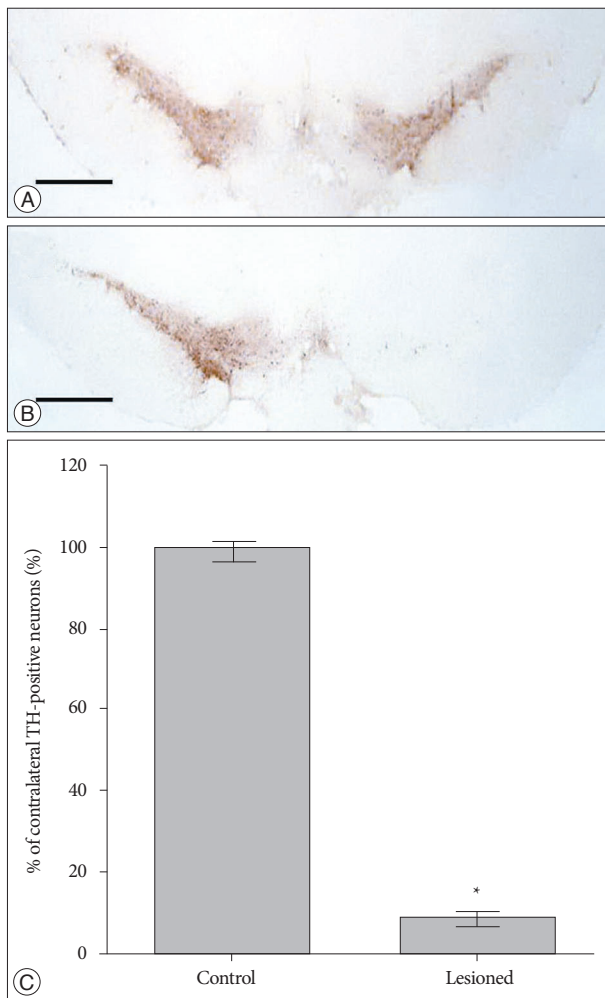 A
B
120
100
80
60
40
20
0
% of contralateral TH-positive neurons (%)
*
Control
Lesioned
C